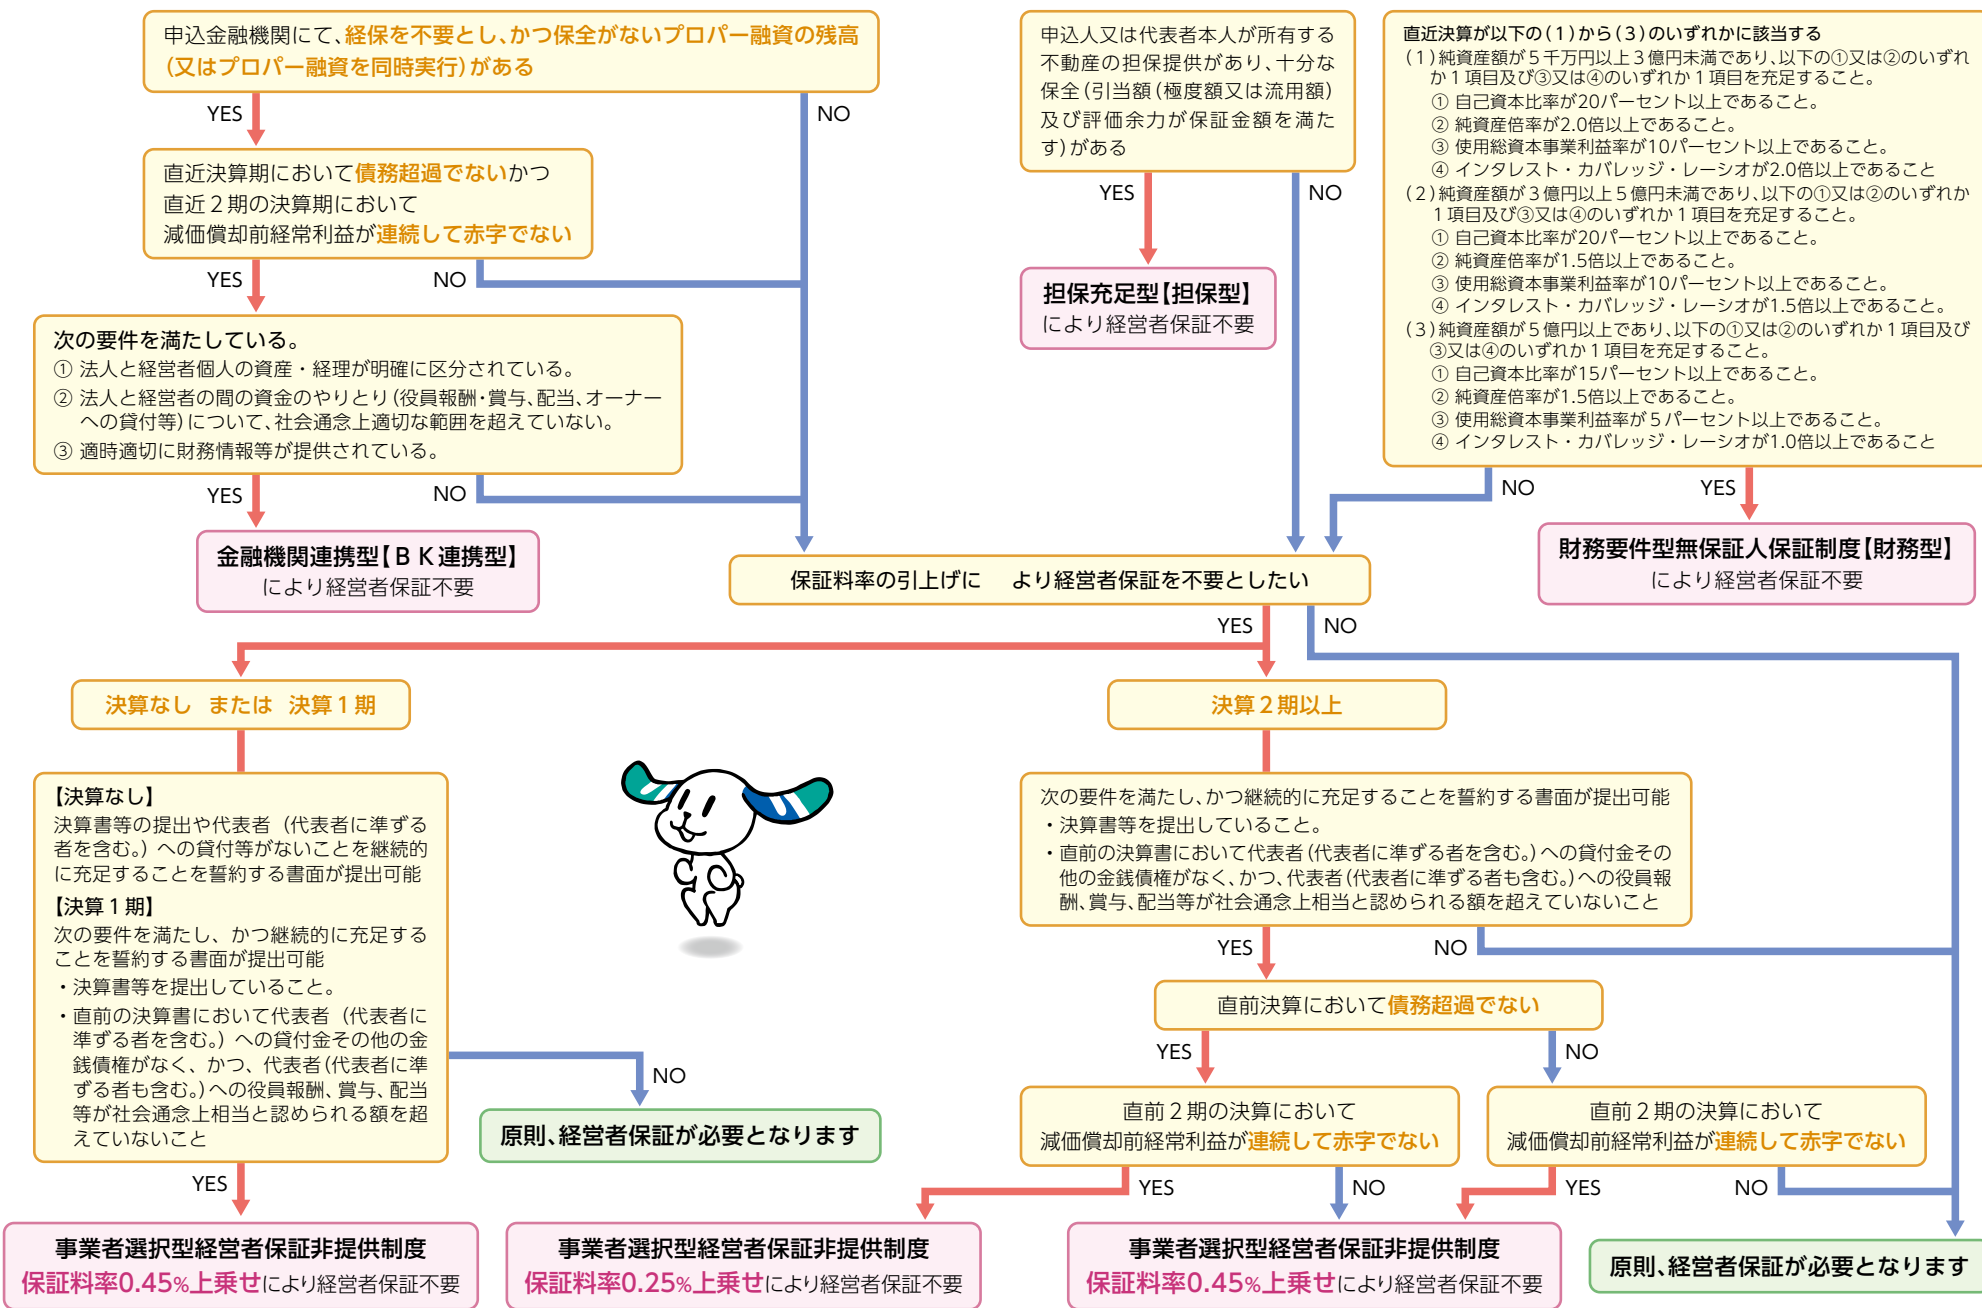 申込金融機関にて、経保を不要とし、かつ保全がないプロパー融資の残高
(又はプロパー融資を同時実行)がある
YES
NO
直近決算期において債務超過でないかつ
直近2期の決算期において
減価償却前経常利益が連続して赤字でない
YES
NO
次の要件を満たしている。
① 法人と経営者個人の資産・経理が明確に区分されている。
② 法人と経営者の間の資金のやりとり(役員報酬・賞与、配当、オーナー
への貸付等)について、社会通念上適切な範囲を超えていない。
③ 適時適切に財務情報等が提供されている。
YES
NO
金融機関連携型【BK連携型】
により経営者保証不要
申込人又は代表者本人が所有する
不動産の担保提供があり、十分な
保全(引当額(極度額又は流用額)
及び評価余力が保証金額を満た
す)がある
YES
NO
担保充足型【担保型】
により経営者保証不要
直近決算が以下の(1)から(3)のいずれかに該当する
(1)純資産額が5千万円以上3億円未満であり、以下の①又は②のいずれ
か1項目及び③又は④のいずれか1項目を充足すること。
① 自己資本比率が20パーセント以上であること。
② 純資産倍率が2.0倍以上であること。
③ 使用総資本事業利益率が10パーセント以上であること。
④ インタレスト・カバレッジ・レーシオが2.0倍以上であること
(2)純資産額が3億円以上5億円未満であり、以下の①又は②のいずれか
1項目及び③又は④のいずれか1項目を充足すること。
① 自己資本比率が20パーセント以上であること。
② 純資産倍率が1.5倍以上であること。
③ 使用総資本事業利益率が10パーセント以上であること。
④ インタレスト・カバレッジ・レーシオが1.5倍以上であること。
(3)純資産額が5億円以上であり、以下の①又は②のいずれか1項目及び
③又は④のいずれか1項目を充足すること。
① 自己資本比率が15パーセント以上であること。
② 純資産倍率が1.5倍以上であること。
③ 使用総資本事業利益率が5パーセント以上であること。
④ インタレスト・カバレッジ・レーシオが1.0倍以上であること
NO
YES
財務要件型無保証人保証制度【財務型】
により経営者保証不要
保証料率の引上げに より経営者保証を不要としたい
YES
NO
決算なし または 決算1期
決算2期以上
【決算なし】
決算書等の提出や代表者(代表者に準ずる
者を含む。)への貸付等がないことを継続的
に充足することを誓約する書面が提出可能
【決算1期】
次の要件を満たし、かつ継続的に充足する
ことを誓約する書面が提出可能
・決算書等を提出していること。
・直前の決算書において代表者(代表者に
準ずる者を含む。)への貸付金その他の金
銭債権がなく、かつ、代表者(代表者に準
ずる者も含む。)への役員報酬、賞与、配当
等が社会通念上相当と認められる額を超
えていないこと
NO
原則、経営者保証が必要となります
YES
事業者選択型経営者保証非提供制度
保証料率0.45%上乗せにより経営者保証不要
次の要件を満たし、かつ継続的に充足することを誓約する書面が提出可能
・決算書等を提出していること。
・直前の決算書において代表者(代表者に準ずる者を含む。)への貸付金その
他の金銭債権がなく、かつ、代表者(代表者に準ずる者も含む。)への役員報
酬、賞与、配当等が社会通念上相当と認められる額を超えていないこと
YES
NO
直前決算において債務超過でない
YES
NO
直前2期の決算において
減価償却前経常利益が連続して赤字でない
直前2期の決算において
減価償却前経常利益が連続して赤字でない
YES
NO
YES
NO
事業者選択型経営者保証非提供制度
保証料率0.25%上乗せにより経営者保証不要
事業者選択型経営者保証非提供制度
保証料率0.45%上乗せにより経営者保証不要
原則、経営者保証が必要となります